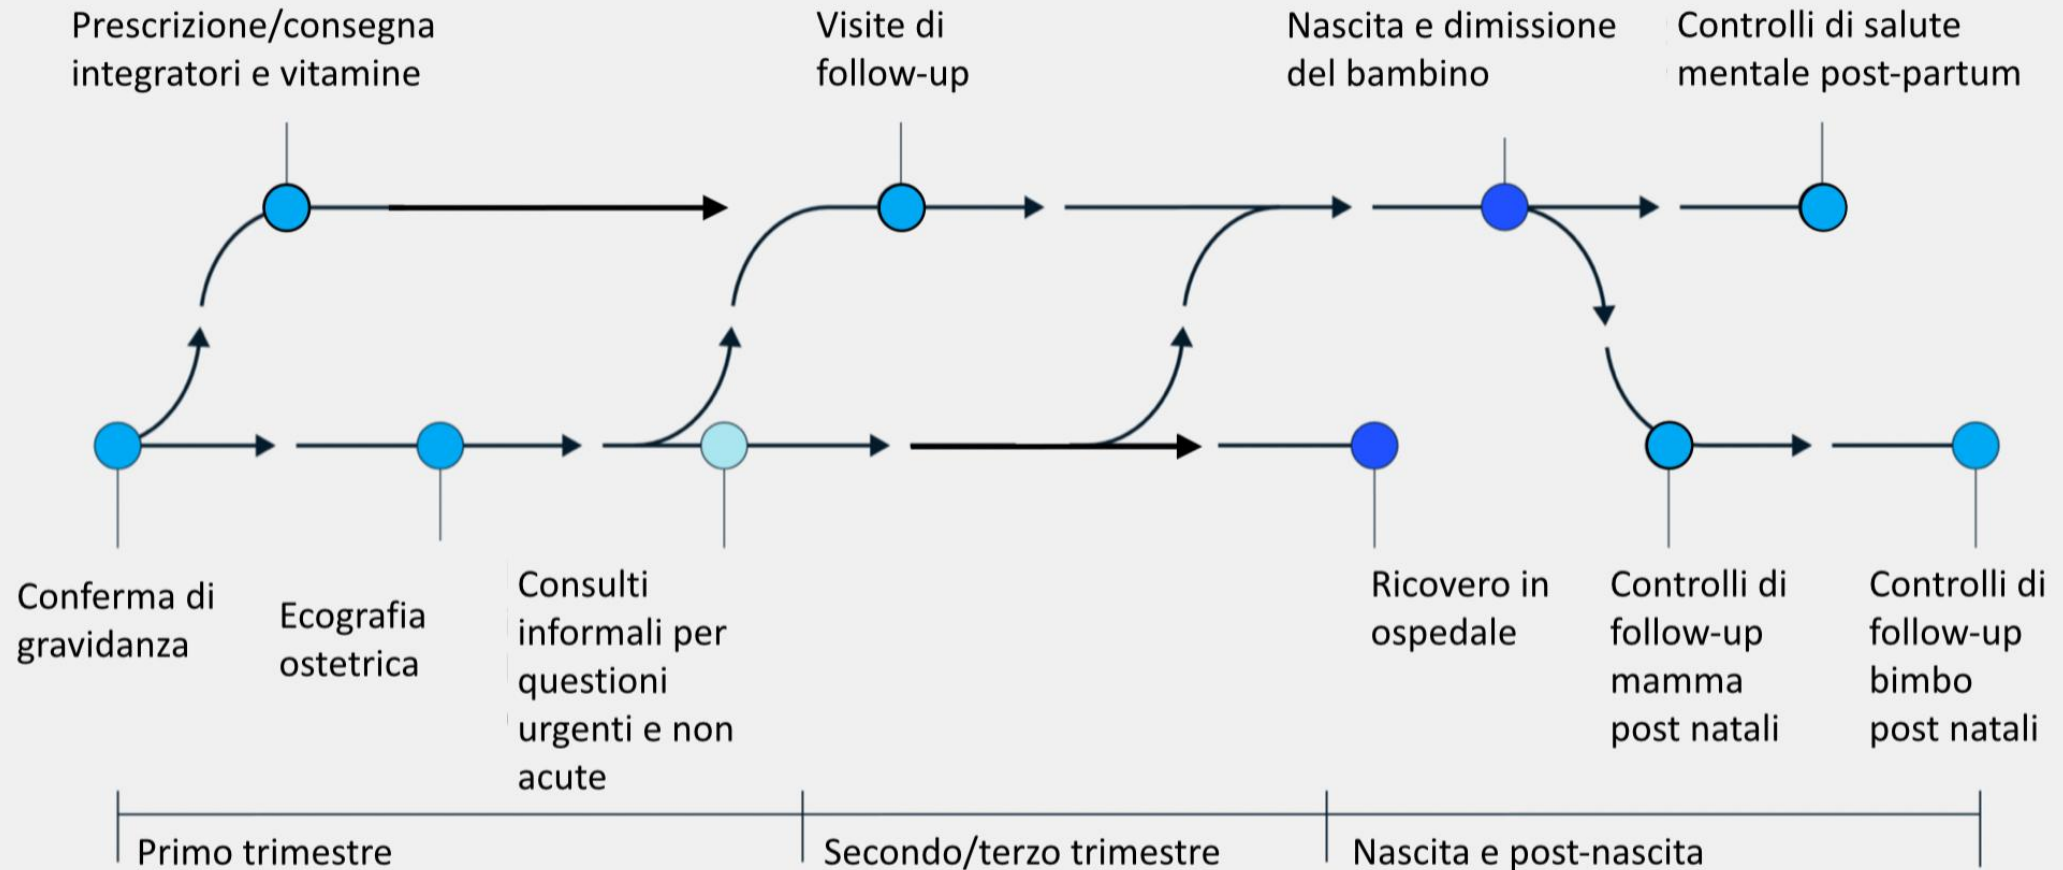 Prescrizione/consegna
integratori e vitamine
Visite di
follow-up
Nascita e dimissione
del bambino
Controlli di salute
mentale post-partum
Conferma di
gravidanza
Ecografia
ostetrica
Consulti
informali per
questioni
urgenti e non
acute
Ricovero in
ospedale
Controlli di
follow-up
mamma
post natali
Controlli di
follow-up
bimbo
post natali
Primo trimestre
Secondo/terzo trimestre
Nascita e post-nascita